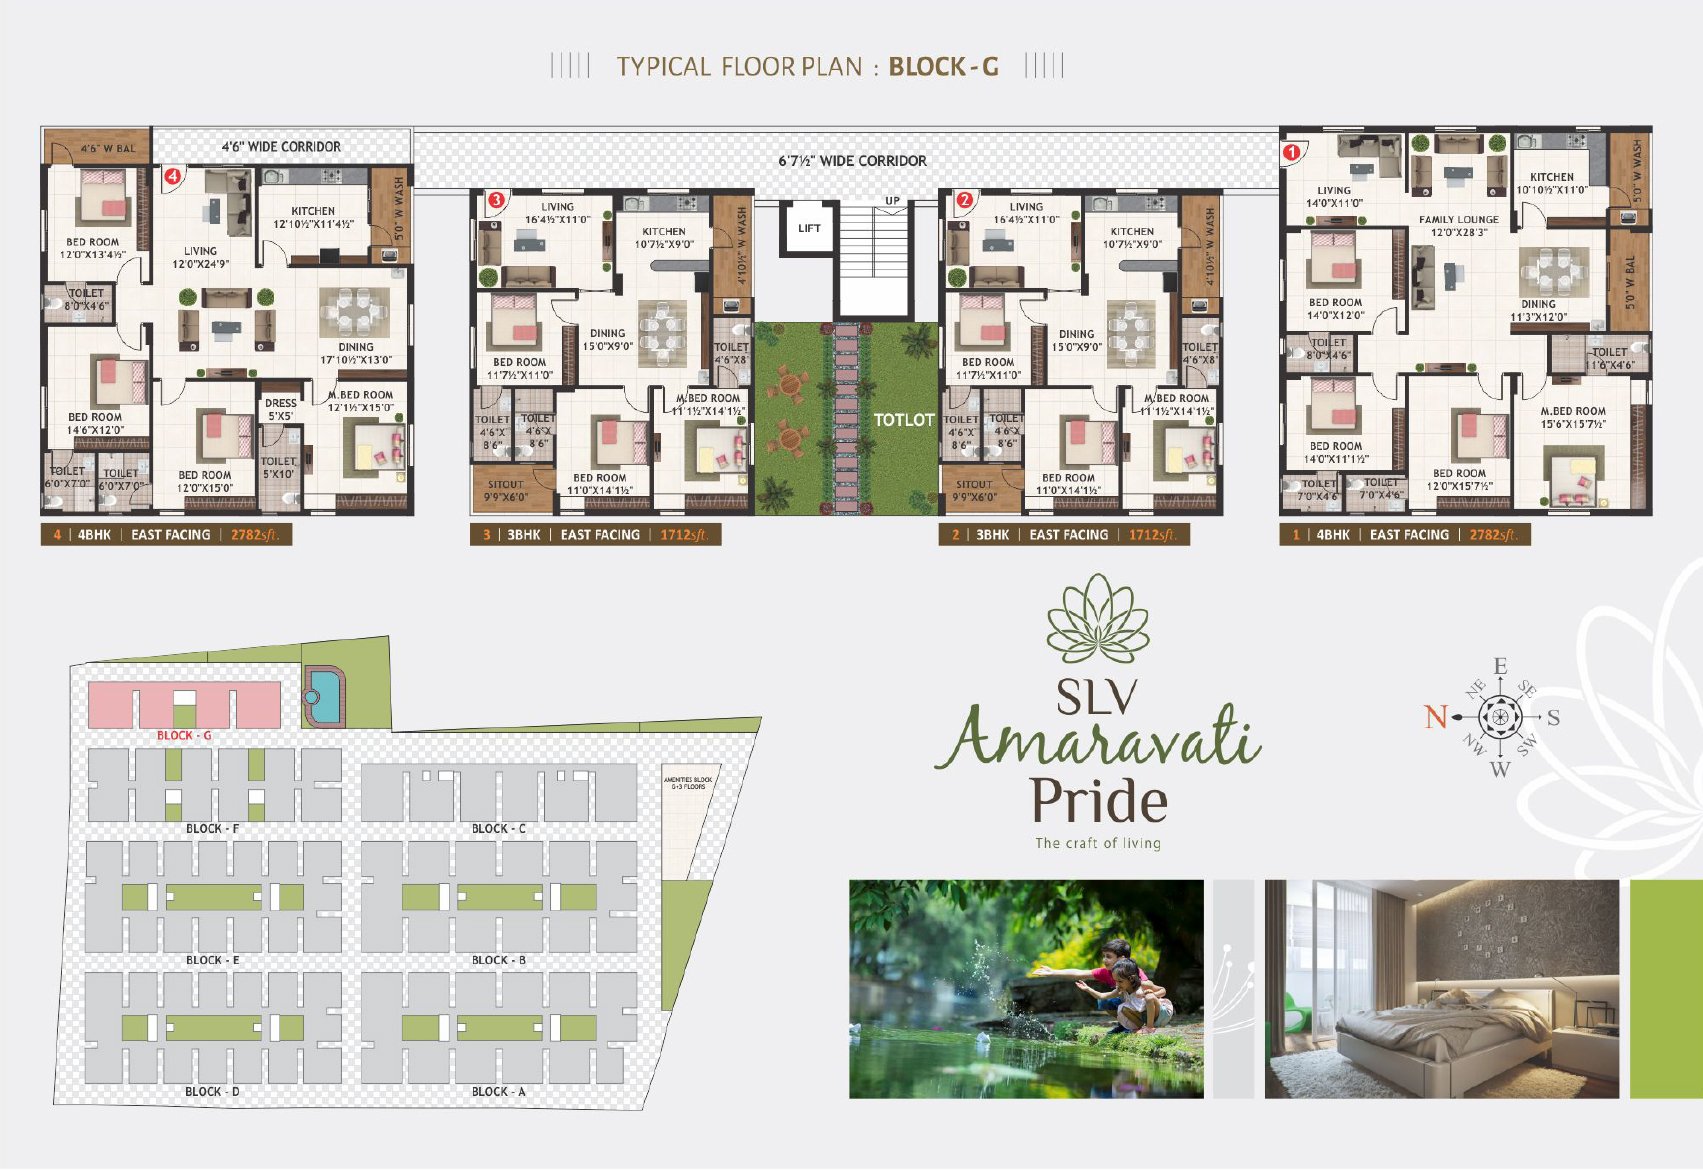 TYPICAL FLOOR PLAN : BLOCK - G
4'6" W BAL
4'6" WIDE CORRIDOR
6'7½" WIDE CORRIDOR
4
BED ROOM
12'0"X13'4½"
LIVING
12'0"X24'9"
KITCHEN
12'10½"X11'4½"
5'0" W WASH
TOILET
8'0"X4'6"
DINING
17'10½"X13'0"
BED ROOM
14'6"X12'0"
DRESS
5'X5'
M.BED ROOM
12'1½"X15'0"
TOILET
6'0"X7'0"
TOILET
6'0"X7'0"
BED ROOM
12'0"X15'0"
TOILET
5'X10'
4 | 4BHK | EAST FACING | 2782sft.
3
LIVING
16'4½"X11'0"
KITCHEN
10'7½"X9'0"
4'10½" W WASH
BED ROOM
11'7½"X11'0"
DINING
15'0"X9'0"
TOILET
4'6"X8'
TOILET
4'6"X
8'6"
TOILET
4'6"X
8'6"
M.BED ROOM
11'1½"X14'1½"
SITOUT
9'9"X6'0"
BED ROOM
11'0"X14'1½"
3 | 3BHK | EAST FACING | 1712sft.
LIFT
UP
TOTLOT
2
LIVING
16'4½"X11'0"
KITCHEN
10'7½"X9'0"
4'10½" W WASH
BED ROOM
11'7½"X11'0"
DINING
15'0"X9'0"
TOILET
4'6"X8'
TOILET
4'6"X
8'6"
TOILET
4'6"X
8'6"
M.BED ROOM
11'1½"X14'1½"
SITOUT
9'9"X6'0"
BED ROOM
11'0"X14'1½"
2 | 3BHK | EAST FACING | 1712sft.
1
LIVING
14'0"X11'0"
FAMILY LOUNGE
12'0"X28'3"
KITCHEN
10'10½"X11'0"
5'0" W WASH
BED ROOM
14'0"X12'0"
DINING
11'3"X12'0"
5'0" W BAL
TOILET
8'0"X4'6"
TOILET
11'6"X4'6"
BED ROOM
14'0"X11'1½"
BED ROOM
12'0"X15'7½"
M.BED ROOM
15'6"X15'7½"
TOILET
7'0"X4'6
TOILET
7'0"X4'6"
1 | 4BHK | EAST FACING | 2782sft.
BLOCK - G
BLOCK - F
BLOCK - C
AMENITIES BLOCK
G+3 FLOORS
BLOCK - E
BLOCK - B
BLOCK - D
BLOCK - A
SLV
Amaravati
Pride
The craft of living
E
NE
SE
N
S
NW
SW
W